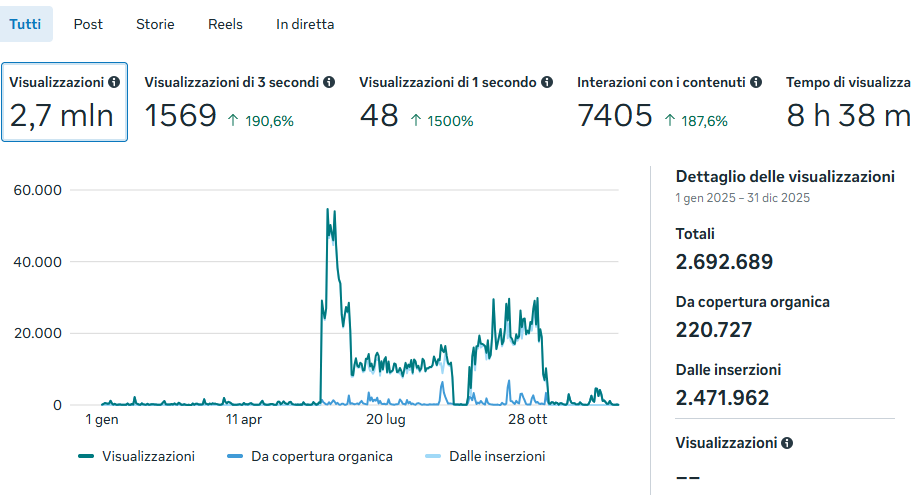 Tutti Post Storie Reels In diretta
Visualizzazioni Visualizzazioni di 3 secondi Visualizzazioni di 1 secondo Interazioni con i contenuti Tempo di visualizza
2,7 mln 1569 ↑ 190,6% 48 ↑ 1500% 7405 ↑ 187,6% 8 h 38 m
Dettaglio delle visualizzazioni
1 gen 2025 – 31 dic 2025
Totali
2.692.689
Da copertura organica
220.727
Dalle inserzioni
2.471.962
Visualizzazioni
--
60.000
40.000
20.000
0
1 gen 11 apr 20 lug 28 ott
Visualizzazioni Da copertura organica Dalle inserzioni